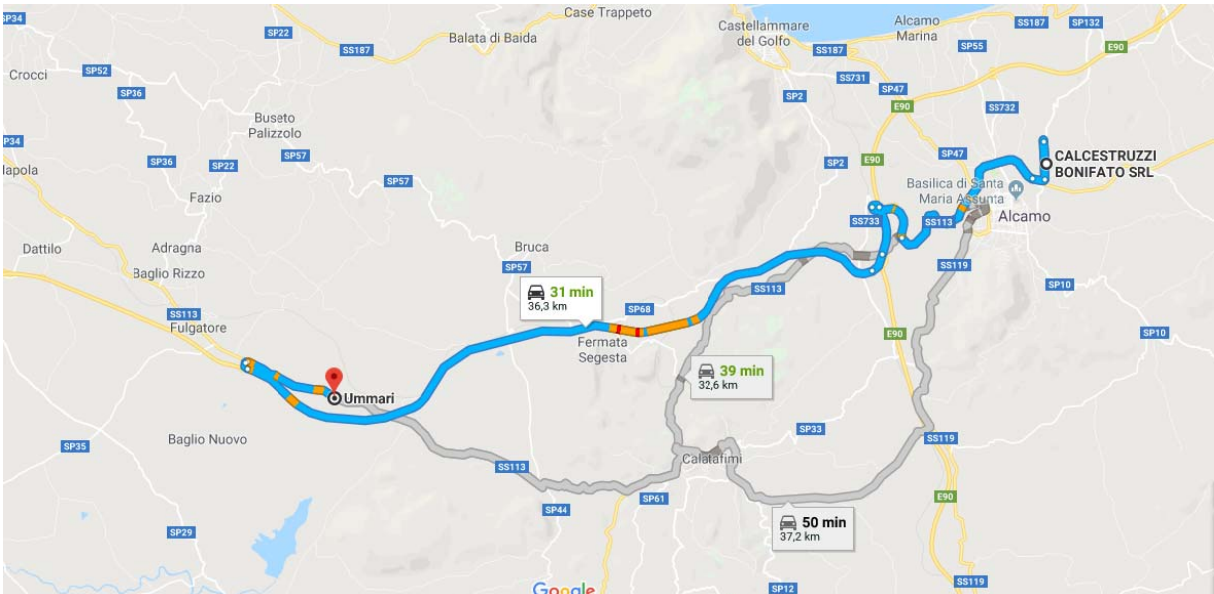 SP34
SP22
Case Trappeto
Balata di Baida
SS187
Castellammare
del Golfo
SS187
Alcamo
Marina
SS187
SP132
SP55
E90
Crocci
SP52
SP36
SS731
SP47
SP2
E90
SS732
Buseto
Palizzolo
SP34
SP36
SP22
SP57
SP57
SP2
E90
SP47
CALCESTRUZZI
BONIFATO SRL
Basilica di Santa
Maria Assunta
Fazio
SS733
SS113
Alcamo
Dattilo
Adragna
Baglio Rizzo
Bruca
SP57
SS119
SP10
31 min
36,3 km
SS113
SS113
Fulgatore
SP68
Fermata
Segesta
E90
SP10
39 min
32,6 km
Ummari
Baglio Nuovo
SP35
SP33
SS119
Calatafimi
SS113
SP61
SP44
E90
50 min
37,2 km
SP29
SS119
Google
SP12